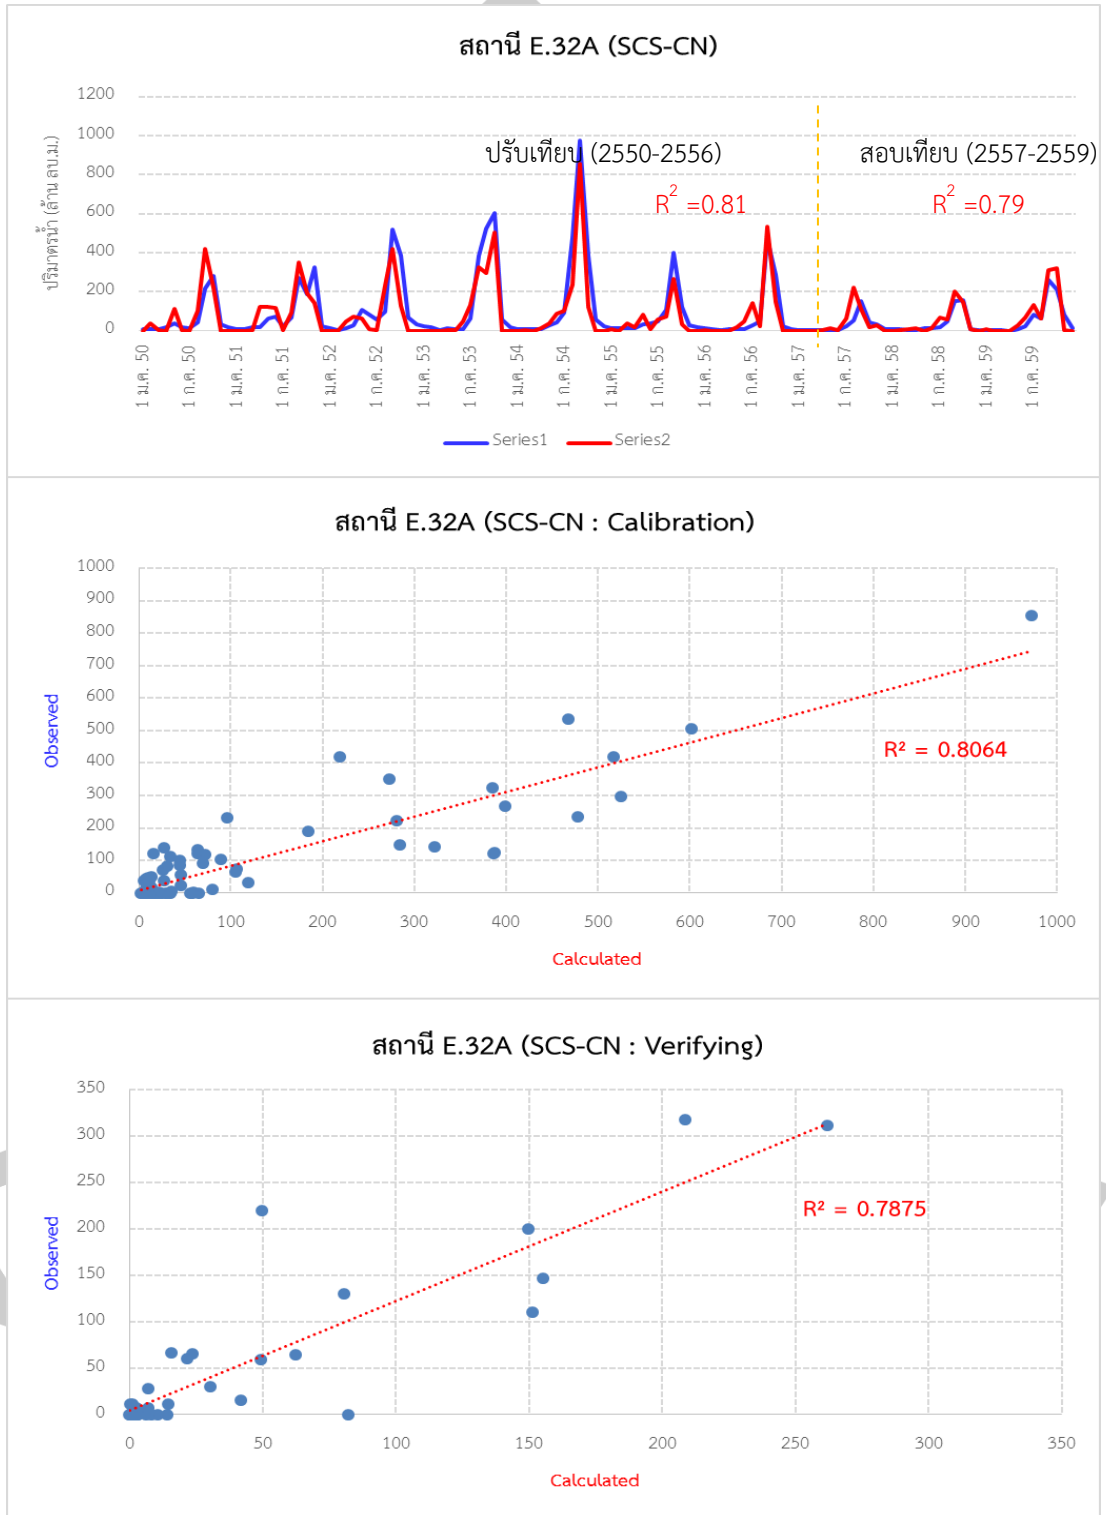 สถานี E.32A (SCS-CN)
1200
1000
800
600
400
200
0
ปริมาตรน้ำ (ล้าน ลบ.ม.)
ปรับเทียบ (2550-2556)
สอบเทียบ (2557-2559)
R2 =0.81
R2 =0.79
1 ม.ค. 50
1 ก.ค. 50
1 ม.ค. 51
1 ก.ค. 51
1 ม.ค. 52
1 ก.ค. 52
1 ม.ค. 53
1 ก.ค. 53
1 ม.ค. 54
1 ก.ค. 54
1 ม.ค. 55
1 ก.ค. 55
1 ม.ค. 56
1 ก.ค. 56
1 ม.ค. 57
1 ก.ค. 57
1 ม.ค. 58
1 ก.ค. 58
1 ม.ค. 59
1 ก.ค. 59
Series1 Series2
สถานี E.32A (SCS-CN : Calibration)
1000
900
800
700
600
500
400
300
200
100
0
Observed
R² = 0.8064
0 100 200 300 400 500 600 700 800 900 1000
Calculated
สถานี E.32A (SCS-CN : Verifying)
350
300
250
200
150
100
50
0
Observed
R² = 0.7875
0 50 100 150 200 250 300 350
Calculated